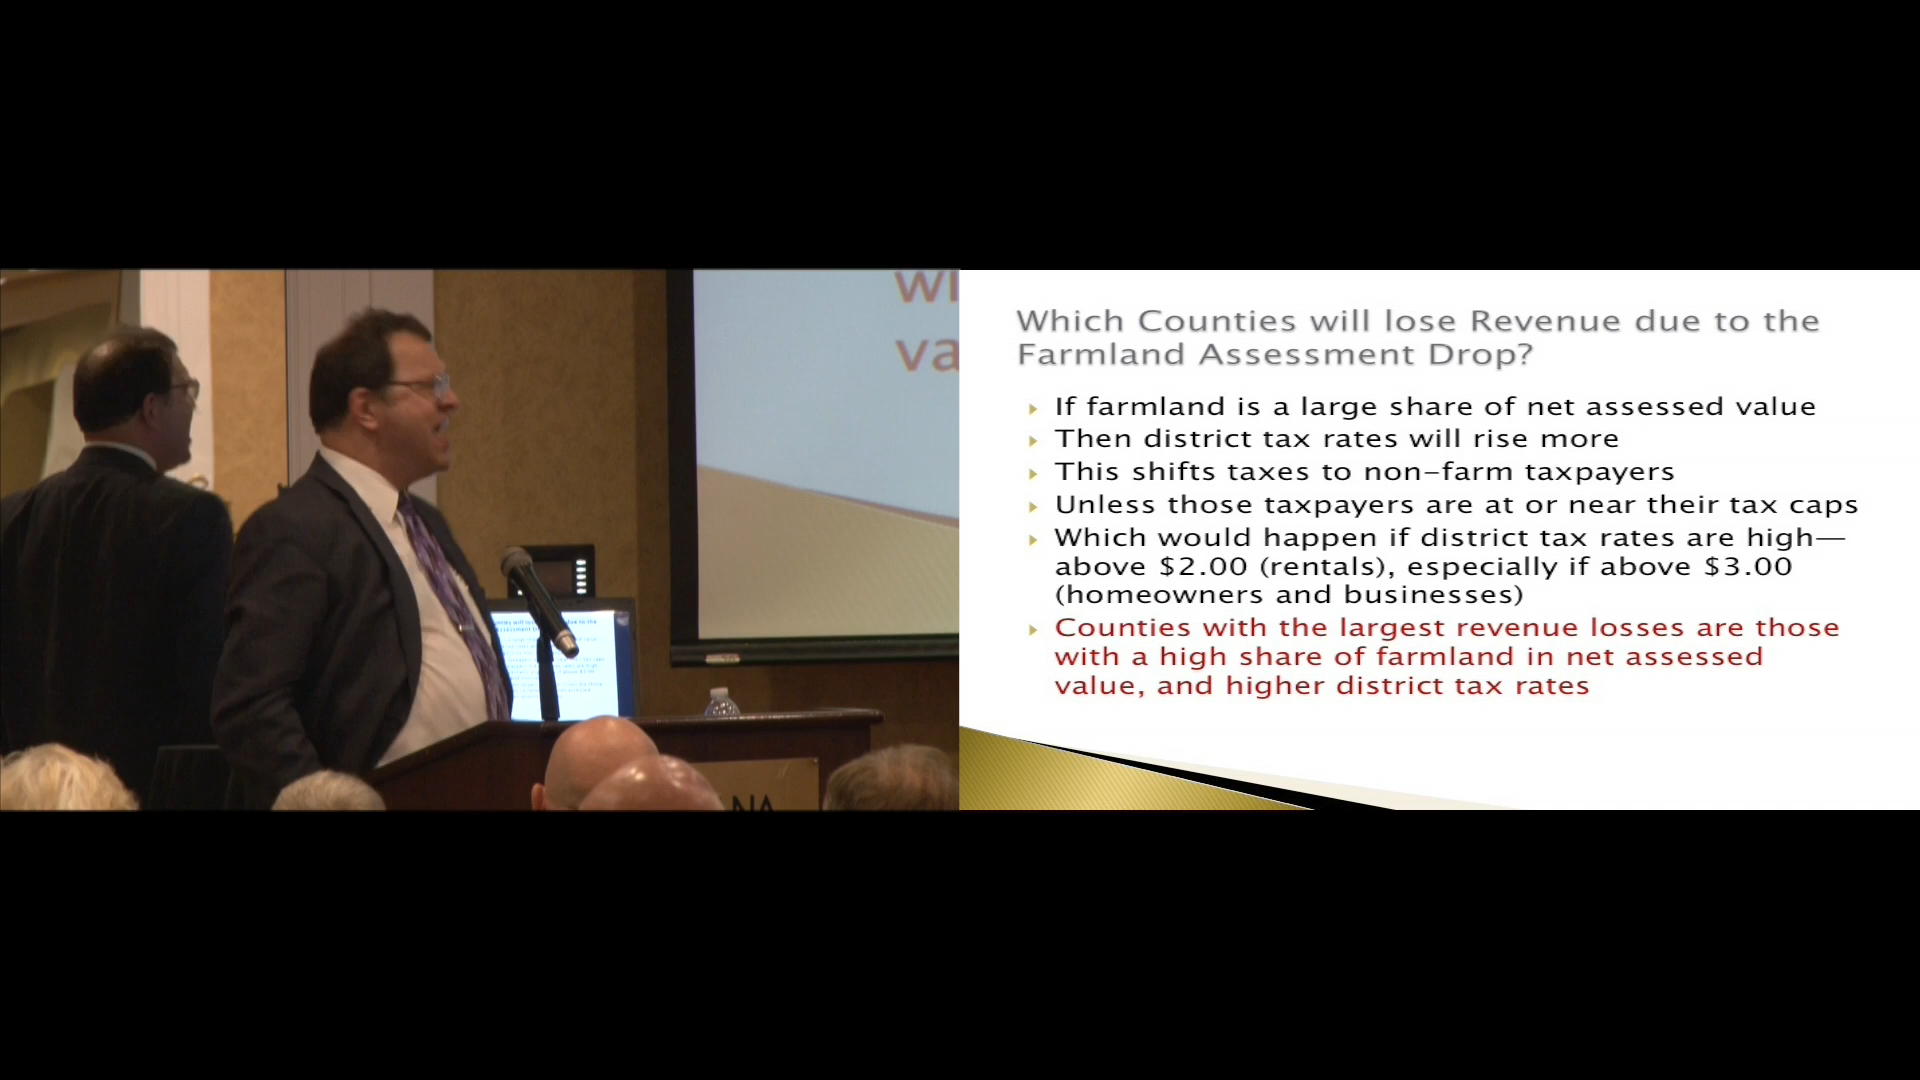 wi
va
NA
Which Counties will lose Revenue due to the
Farmland Assessment Drop?
If farmland is a large share of net assessed value
Then district tax rates will rise more
This shifts taxes to non–farm taxpayers
Unless those taxpayers are at or near their tax caps
Which would happen if district tax rates are high—
above $2.00 (rentals), especially if above $3.00
(homeowners and businesses)
Counties with the largest revenue losses are those
with a high share of farmland in net assessed
value, and higher district tax rates